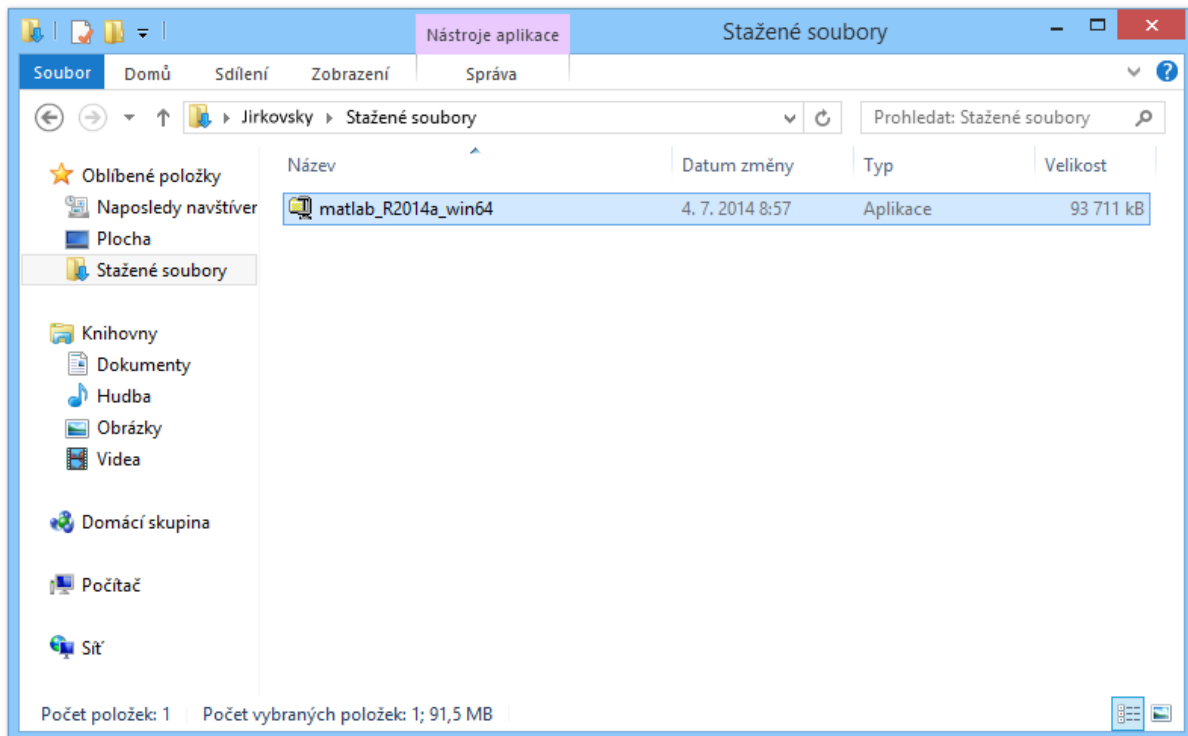 Nástroje aplikace
Stažené soubory
Soubor Domů Sdílení Zobrazení Správa
Jirkovsky Stažené soubory
Prohledat: Stažené soubory
Název Datum změny Typ Velikost
matlab_R2014a_win64 4. 7. 2014 8:57 Aplikace 93 711 kB
Oblíbené položky
Naposledy navštíver
Plocha
Stažené soubory
Knihovny
Dokumenty
Hudba
Obrázky
Videa
Domácí skupina
Počítač
Síť
Počet položek: 1 Počet vybraných položek: 1; 91,5 MB